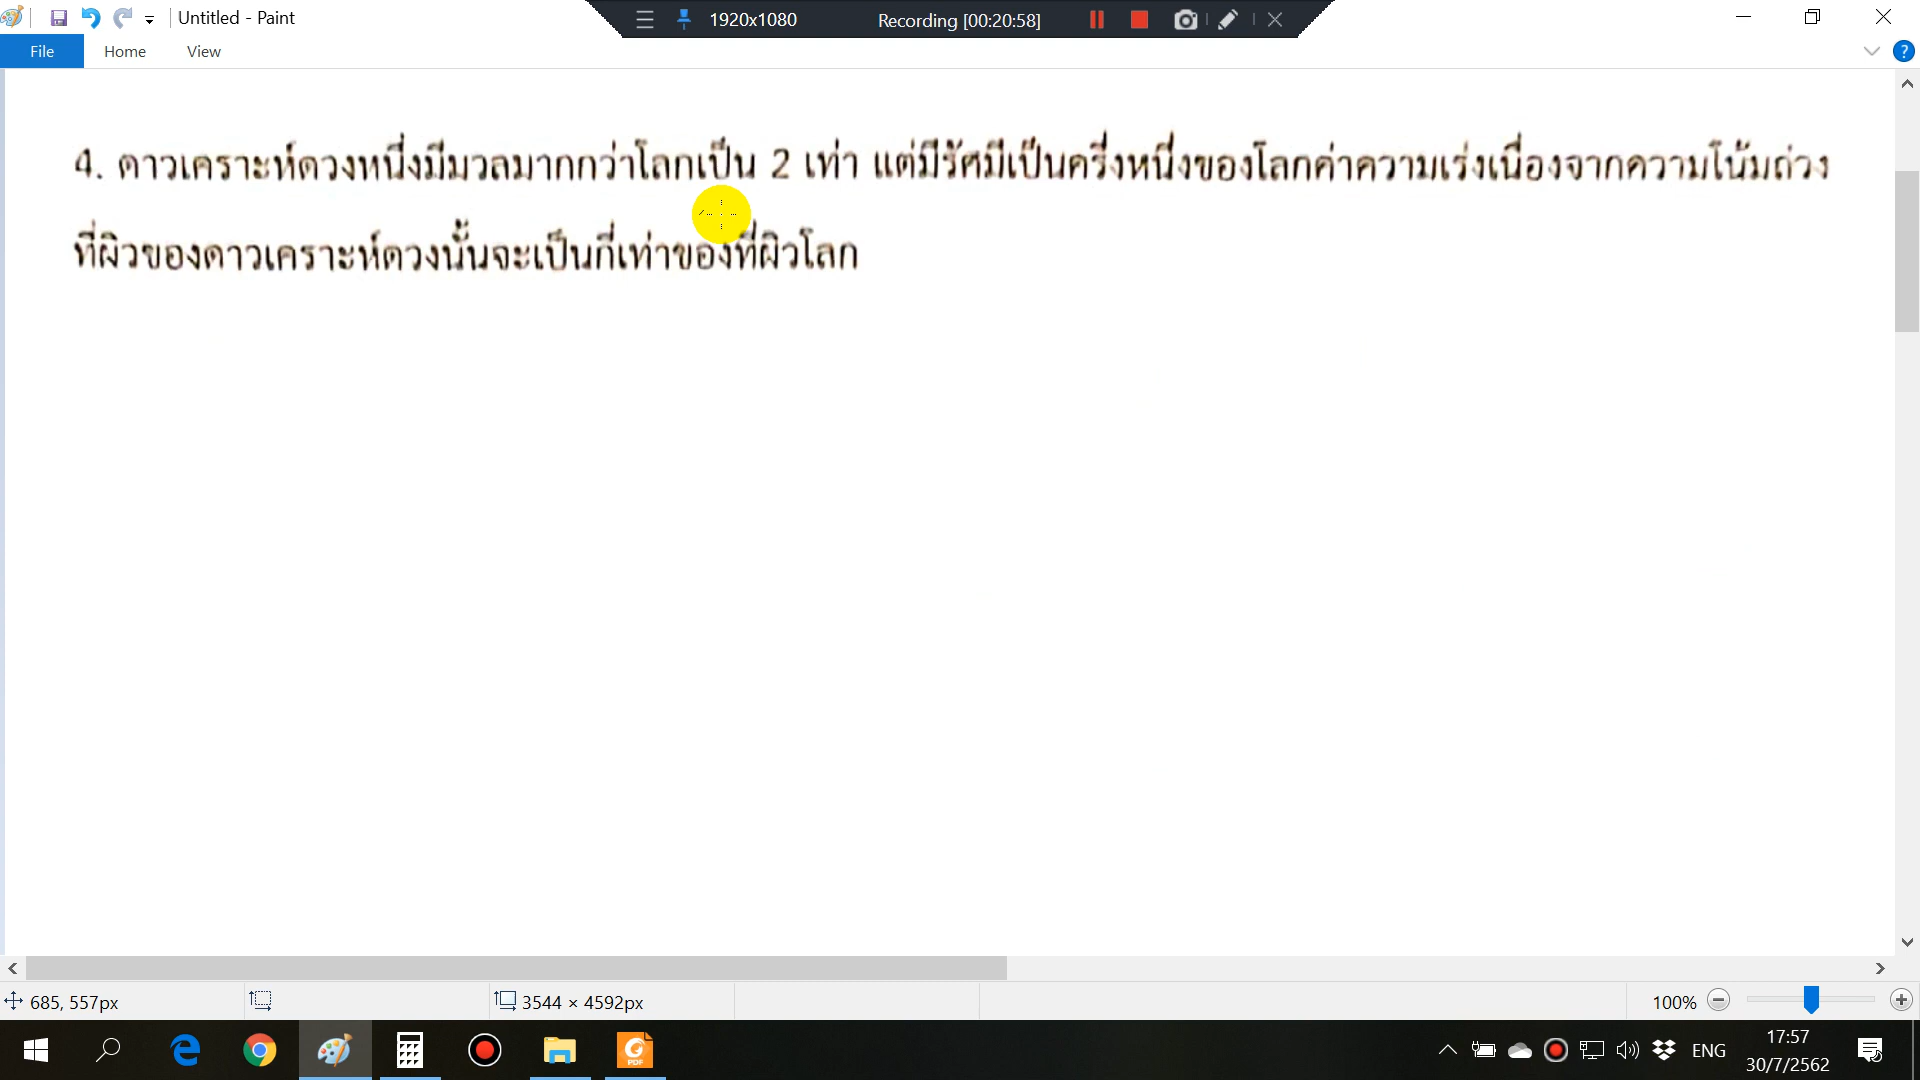 Untitled - Paint
1920x1080
Recording [00:20:58]
File
Home
View
?
4. ดาวเคราะห์ดวงหนึ่งมีมวลมากกว่าโลกเป็น 2 เท่า แต่มีรัศมีเป็นครึ่งหนึ่งของโลกค่าความเร่งเนื่องจากความโน้มถ่วง
ที่ผิวของดาวเคราะห์ดวงนั้นจะเป็นกี่เท่าของที่ผิวโลก
685, 557px
3544 × 4592px
100%
PDF
ENG
17:57
30/7/2562